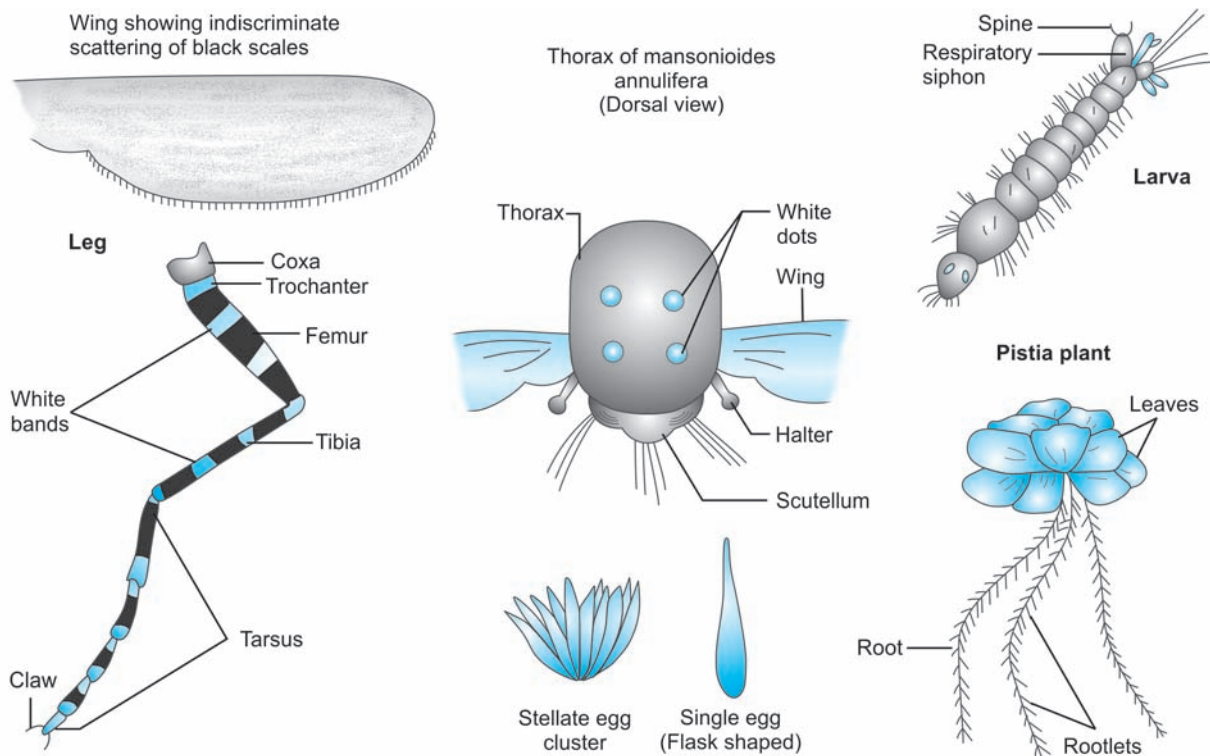 Wing showing indiscriminate
scattering of black scales
Thorax of mansonioides
annulifera
(Dorsal view)
Spine
Respiratory
siphon
Larva
Leg
Coxa
Trochanter
Femur
White
bands
Tibia
Tarsus
Claw
Thorax
White
dots
Wing
Halter
Scutellum
Stellate egg
cluster
Single egg
(Flask shaped)
Pistia plant
Leaves
Root
Rootlets